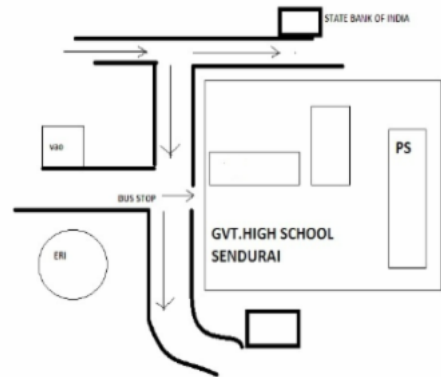 STATE BANK OF INDIA
vao
PS
BUS STOP
GVT.HIGH SCHOOL
SENDURAI
ERI